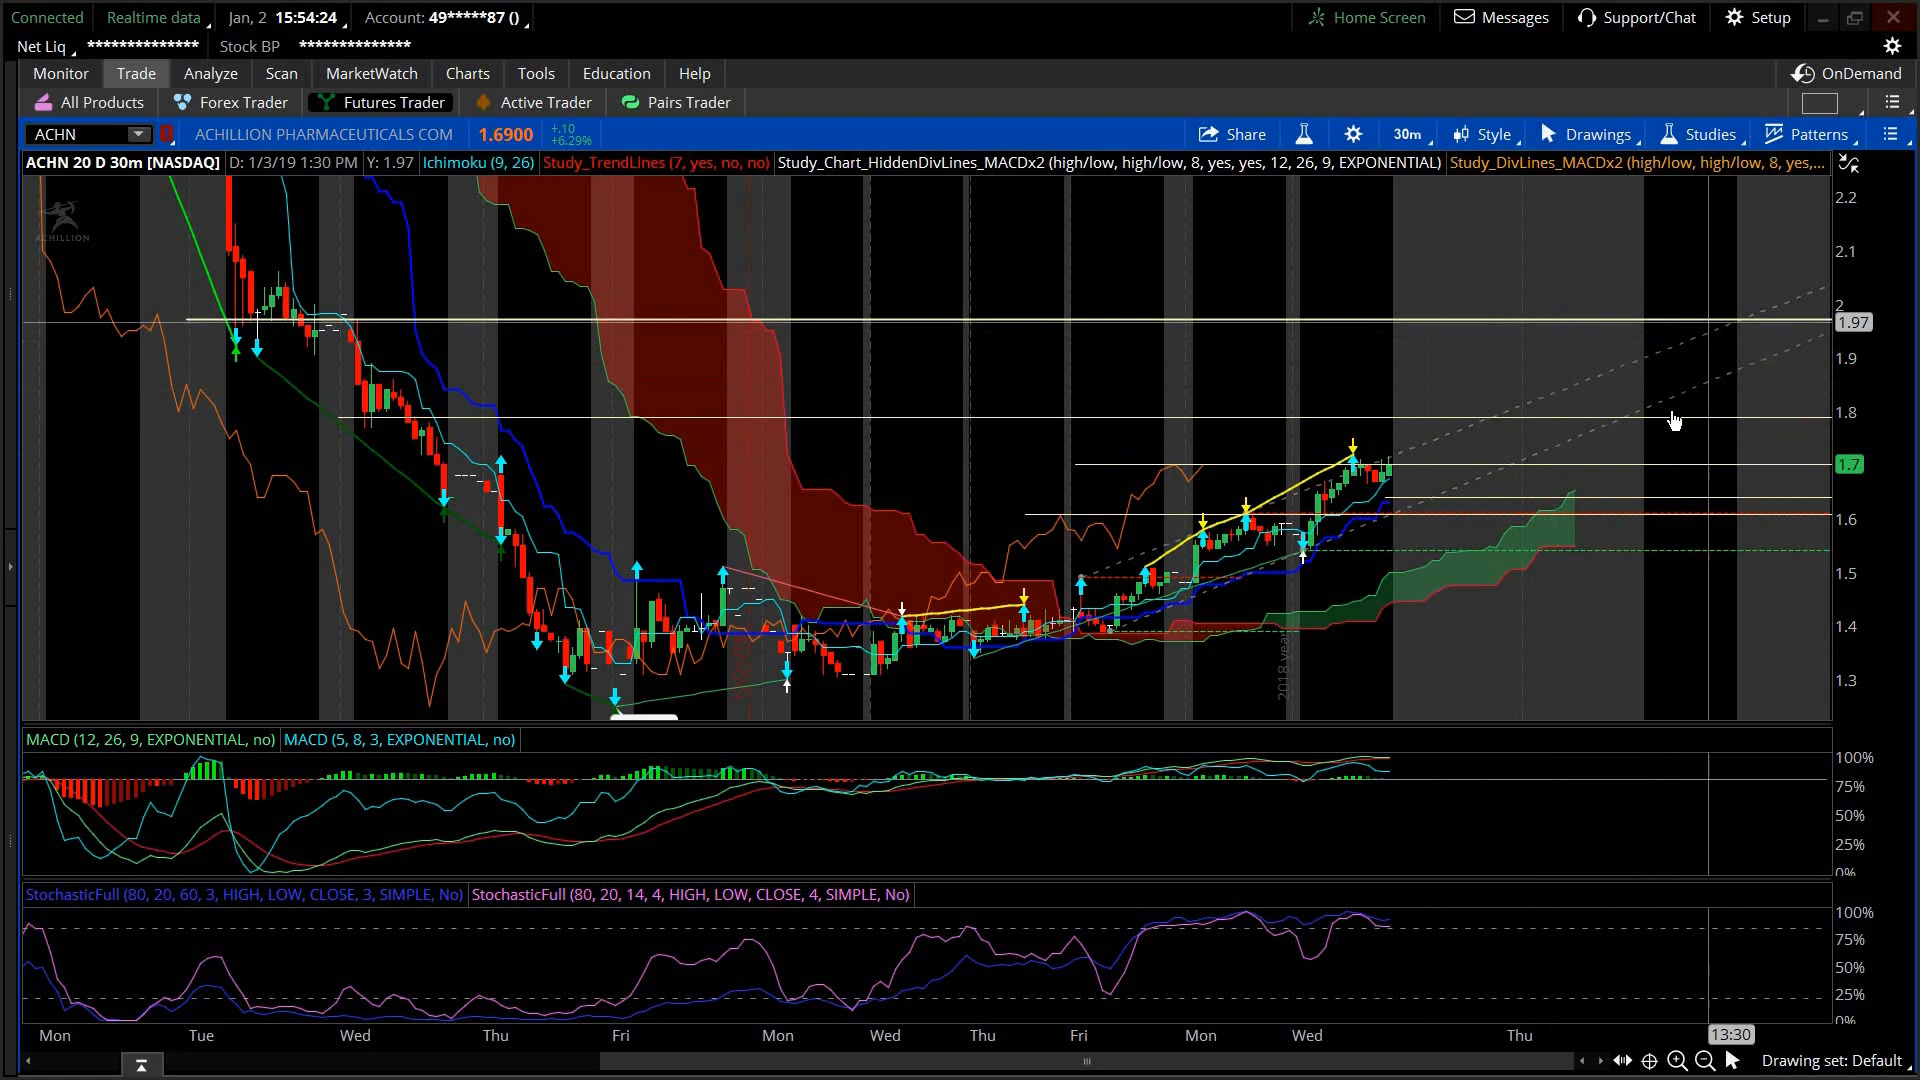 Connected Realtime data Jan, 2 15:54:24 Account: 49*****87 () Home Screen Messages Support/Chat Setup
Net Liq ************** Stock BP **************
Monitor Trade Analyze Scan MarketWatch Charts Tools Education Help OnDemand
All Products Forex Trader Futures Trader Active Trader Pairs Trader
ACHN ACHILLION PHARMACEUTICALS COM 1.6900 +.10 Share 30m Style Drawings Studies Patterns
+6.29%
ACHN 20 D 30m [NASDAQ] D: 1/3/19 1:30 PM Y: 1.97 Ichimoku (9, 26) Study_TrendLines (7, yes, no, no) Study_Chart_HiddenDivLines_MACDx2 (high/low, high/low, 8, yes, yes, 12, 26, 9, EXPONENTIAL) Study_DivLines_MACDx2 (high/low, high/low, 8, yes,...
2.2
ACHILLION
2.1
2
1.97
1.9
1.8
1.7
1.6
1.5
1.4
1.3
2018 year
MACD (12, 26, 9, EXPONENTIAL, no) MACD (5, 8, 3, EXPONENTIAL, no)
100%
75%
50%
25%
0%
StochasticFull (80, 20, 60, 3, HIGH, LOW, CLOSE, 3, SIMPLE, No) StochasticFull (80, 20, 14, 4, HIGH, LOW, CLOSE, 4, SIMPLE, No)
100%
75%
50%
25%
0%
Mon Tue Wed Thu Fri Mon Wed Thu Fri Mon Wed Thu 13:30
Drawing set: Default